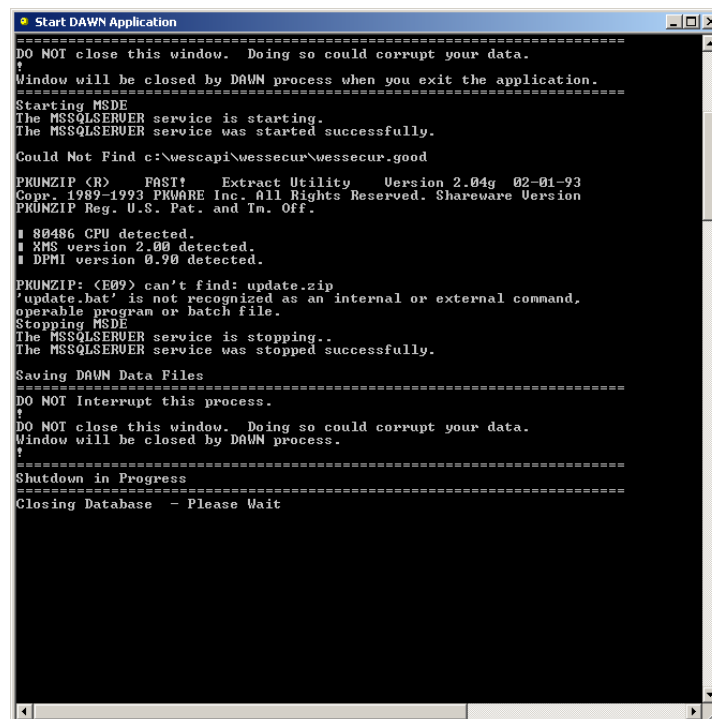 Start DAWN Application
=======================================================================
DO NOT close this window.  Doing so could corrupt your data.
!
Window will be closed by DAWN process when you exit the application.
=======================================================================
Starting MSDE
The MSSQLSERVER service is starting.
The MSSQLSERVER service was started successfully.
Could Not Find c:\wescapi\wessecur\wessecur.good
PKUNZIP (R)    FAST!    Extract Utility    Version 2.04g  02-01-93
Copr. 1989-1993 PKWARE Inc. All Rights Reserved. Shareware Version
PKUNZIP Reg. U.S. Pat. and Tm. Off.
■ 80486 CPU detected.
■ XMS version 2.00 detected.
■ DPMI version 0.90 detected.
PKUNZIP: (E09) can't find: update.zip
'update.bat' is not recognized as an internal or external command,
operable program or batch file.
Stopping MSDE
The MSSQLSERVER service is stopping..
The MSSQLSERVER service was stopped successfully.
Saving DAWN Data Files
=======================================================================
DO NOT Interrupt this process.
!
DO NOT close this window.  Doing so could corrupt your data.
Window will be closed by DAWN process.
!
=======================================================================
Shutdown in Progress
=======================================================================
Closing Database  - Please Wait